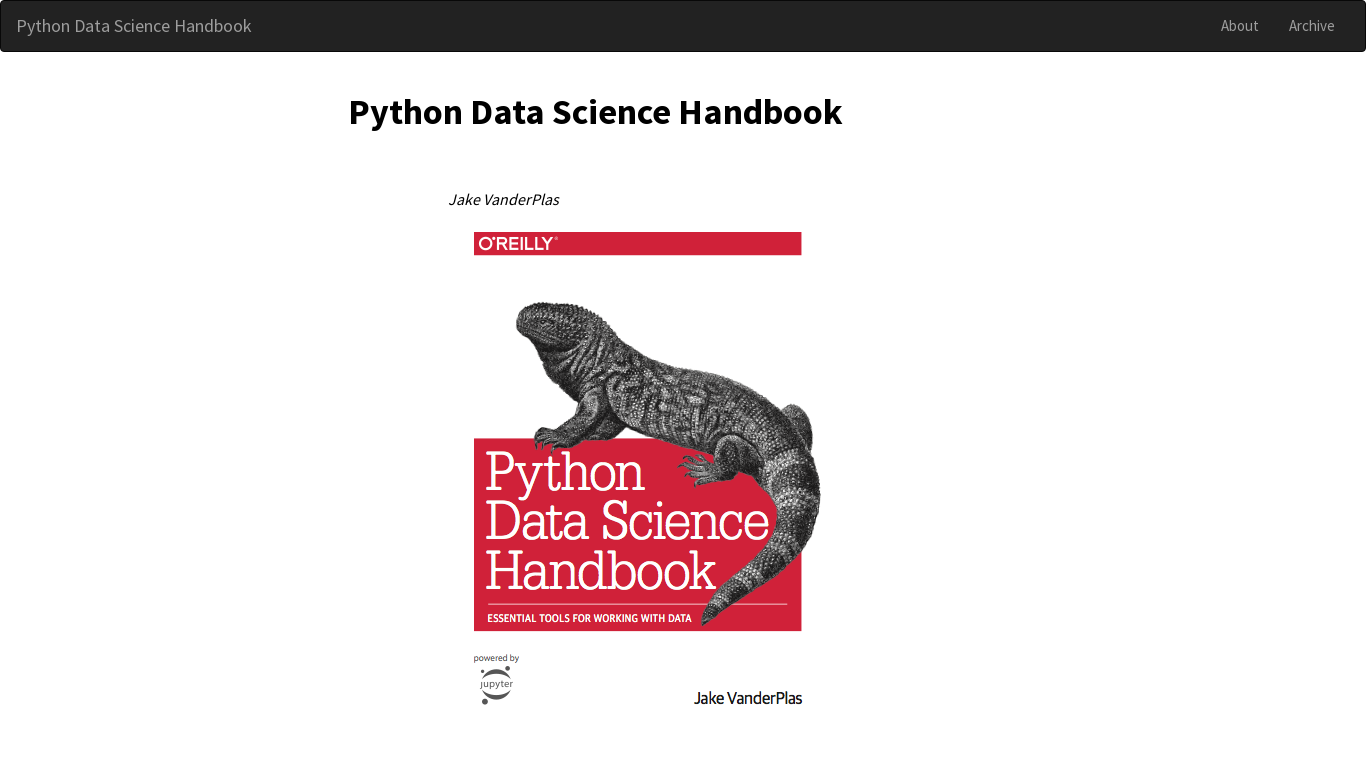 Python Data Science Handbook
About
Archive
Python Data Science Handbook
Jake VanderPlas
O'REILLY®
Python
Data Science
Handbook
ESSENTIAL TOOLS FOR WORKING WITH DATA
powered by
jupyter
Jake VanderPlas